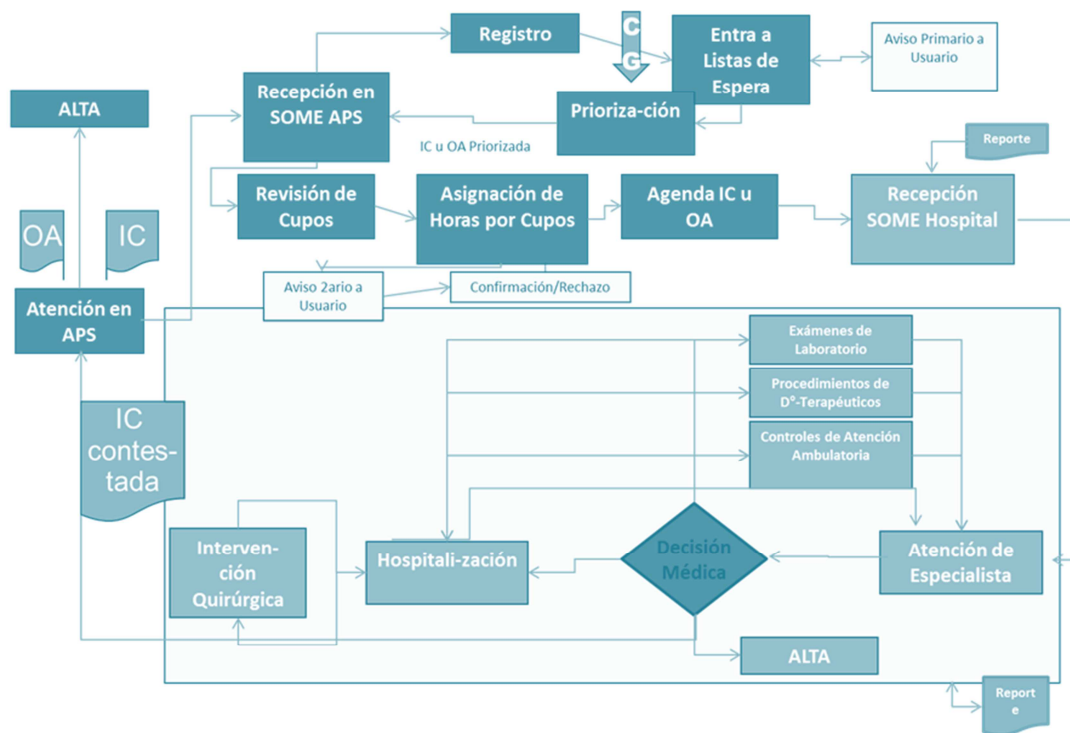 Registro
C
G
Entra a
Listas de
Espera
Aviso Primario a
Usuario
ALTA
Recepción en
SOME APS
Prioriza-ción
IC u OA Priorizada
Reporte
Revisión de
Cupos
Asignación de
Horas por Cupos
Agenda IC u
OA
Recepción
SOME Hospital
OA
IC
Aviso 2ario a
Usuario
Confirmación/Rechazo
Atención en
APS
Exámenes de
Laboratorio
Procedimientos de
D°-Terapéuticos
Controles de Atención
Ambulatoria
IC
contes-
tada
Interven-
ción
Quirúrgica
Hospitali-zación
Decisión
Médica
Atención de
Especialista
ALTA
Report
e